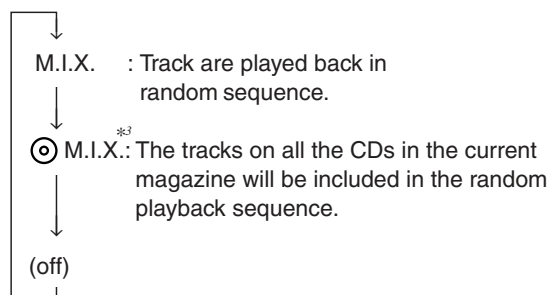 M.I.X. : Track are played back in
random sequence.
M.I.X.*3: The tracks on all the CDs in the current
magazine will be included in the random
playback sequence.
(off)